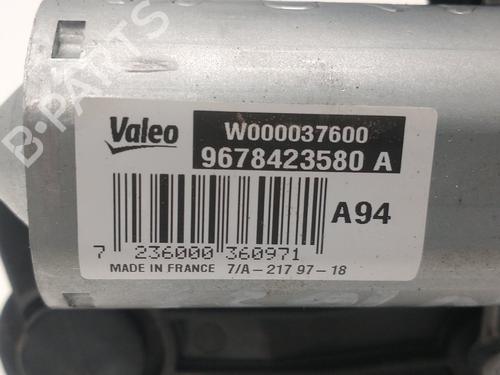 B-PARTS
Valeo
W000037600
9678423580 A
A94
7 236000 360971
MADE IN FRANCE 7/A-217 97-18